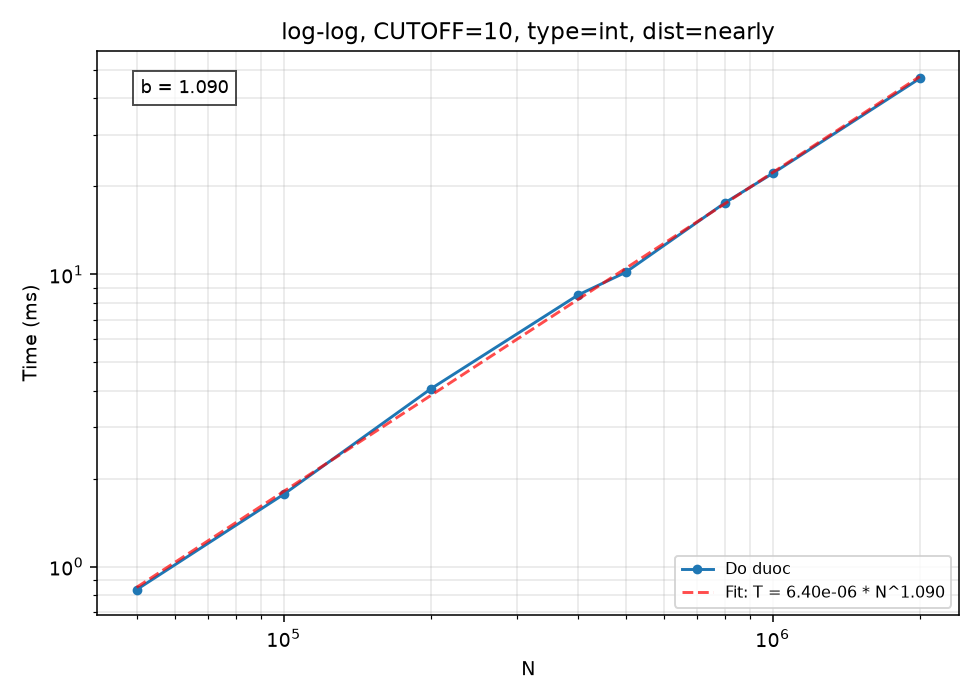 log-log, CUTOFF=10, type=int, dist=nearly
b = 1.090
Time (ms)
10^1
10^0
Do duoc
Fit: T = 6.40e-06 * N^1.090
10^5
10^6
N